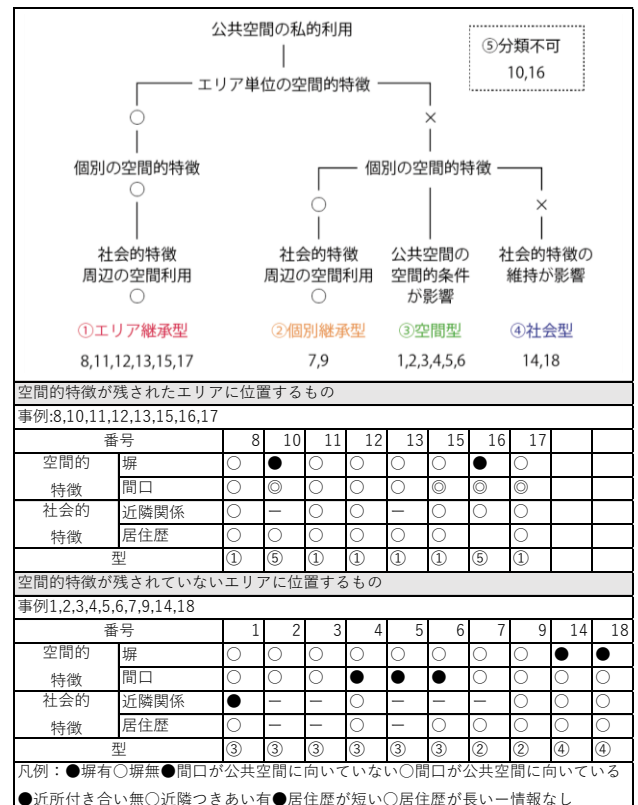 公共空間の私的利用
⑤分類不可
10,16
エリア単位の空間的特徴
○ ×
個別の空間的特徴 個別の空間的特徴
○ ○ ×
社会的特徴 社会的特徴 公共空間の 社会的特徴の
周辺の空間利用 周辺の空間利用 空間的条件 維持が影響
○ ○ が影響
①エリア継承型 ②個別継承型 ③空間型 ④社会型
8,11,12,13,15,17 7,9 1,2,3,4,5,6 14,18
空間的特徴が残されたエリアに位置するもの
事例:8,10,11,12,13,15,16,17
番号 8 10 11 12 13 15 16 17
空間的特徴 塀 ○ ● ○ ○ ○ ○ ● ○
間口 ○ ◎ ○ ○ ○ ◎ ◎ ◎
社会的特徴 近隣関係 ○ ー ○ ○ ー ○ ○ ○
居住歴 ○ ○ ○ ○ ○ ○ ○
型 ① ⑤ ① ① ① ① ⑤ ①
空間的特徴が残されていないエリアに位置するもの
事例1,2,3,4,5,6,7,9,14,18
番号 1 2 3 4 5 6 7 9 14 18
空間的特徴 塀 ○ ○ ○ ○ ○ ○ ○ ○ ● ●
間口 ○ ○ ○ ● ● ● ○ ○ ○ ○
社会的特徴 近隣関係 ● ー ー ○ ー ー ー ○ ○ ○
居住歴 ○ ー ー ○ ー ○ ○ ○ ○ ○
型 ③ ③ ③ ③ ③ ③ ② ② ④ ④
凡例：●塀有○塀無●間口が公共空間に向いていない○間口が公共空間に向いている
●近所付き合い無○近隣つきあい有●居住歴が短い○居住歴が長いー情報なし